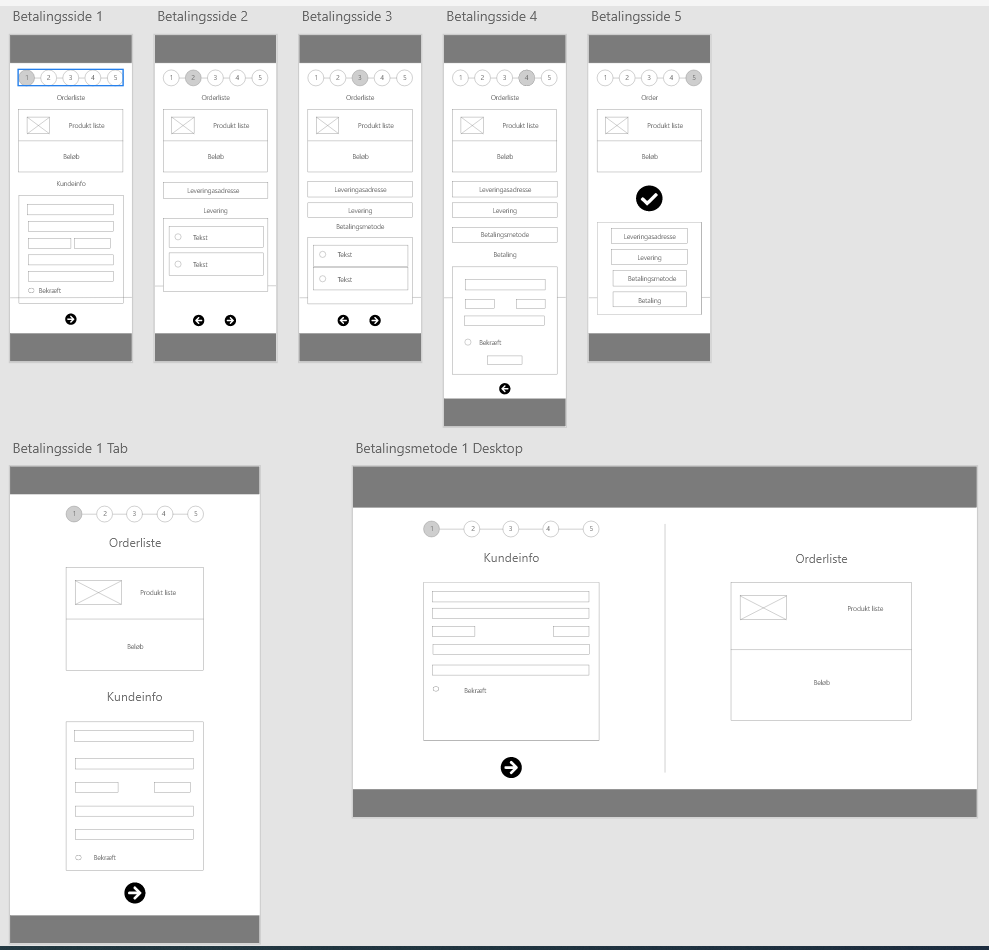 Betalingsside 1
1 2 3 4 5
Orderliste
Produkt liste
Beløb
Kundeinfo
Bekræft
Betalingsside 2
1 2 3 4 5
Orderliste
Produkt liste
Beløb
Leveringasadresse
Levering
Tekst
Tekst
Betalingsside 3
1 2 3 4 5
Orderliste
Produkt liste
Beløb
Leveringasadresse
Levering
Betalingsmetode
Tekst
Tekst
Betalingsside 4
1 2 3 4 5
Orderliste
Produkt liste
Beløb
Leveringasadresse
Levering
Betalingsmetode
Betaling
Bekræft
Betalingsside 5
1 2 3 4 5
Order
Produkt liste
Beløb
Leveringasadresse
Levering
Betalingsmetode
Betaling
Betalingsside 1 Tab
1 2 3 4 5
Orderliste
Produkt liste
Beløb
Kundeinfo
Bekræft
Betalingsmetode 1 Desktop
1 2 3 4 5
Kundeinfo
Bekræft
Orderliste
Produkt liste
Beløb